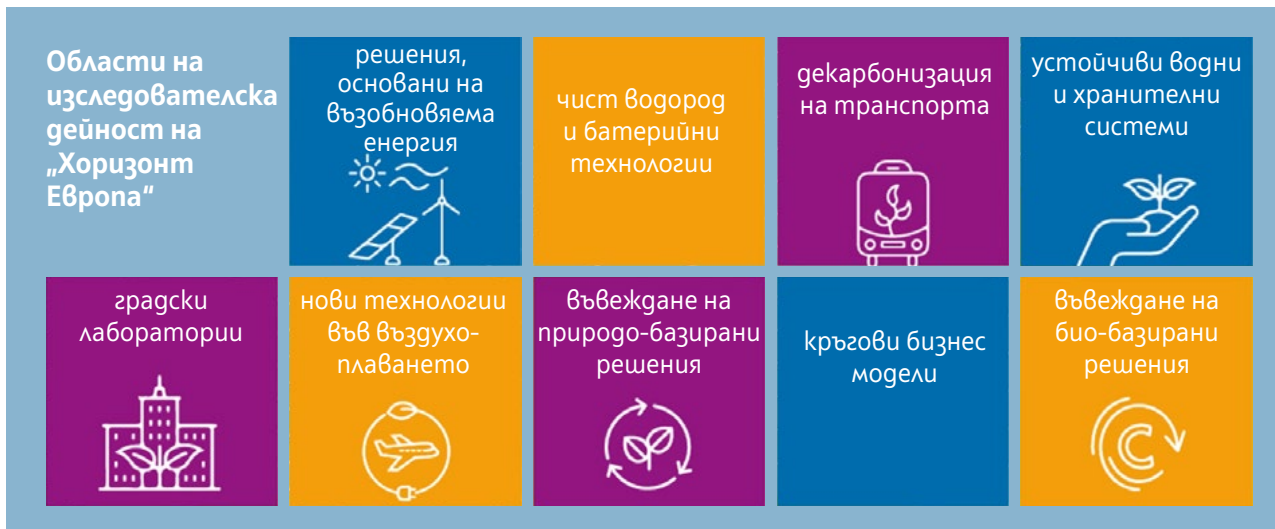 Области на
изследователска
дейност на
„Хоризонт
Европа“
решения,
основани на
възобновяема
енергия
чист водород
и батерийни
технологии
декарбонизация
на транспорта
устойчиви водни
и хранителни
системи
градски
лаборатории
нови технологии
във въздухо-
плаването
въвеждане на
природо-базирани
решения
кръгови бизнес
модели
въвеждане на
био-базирани
решения